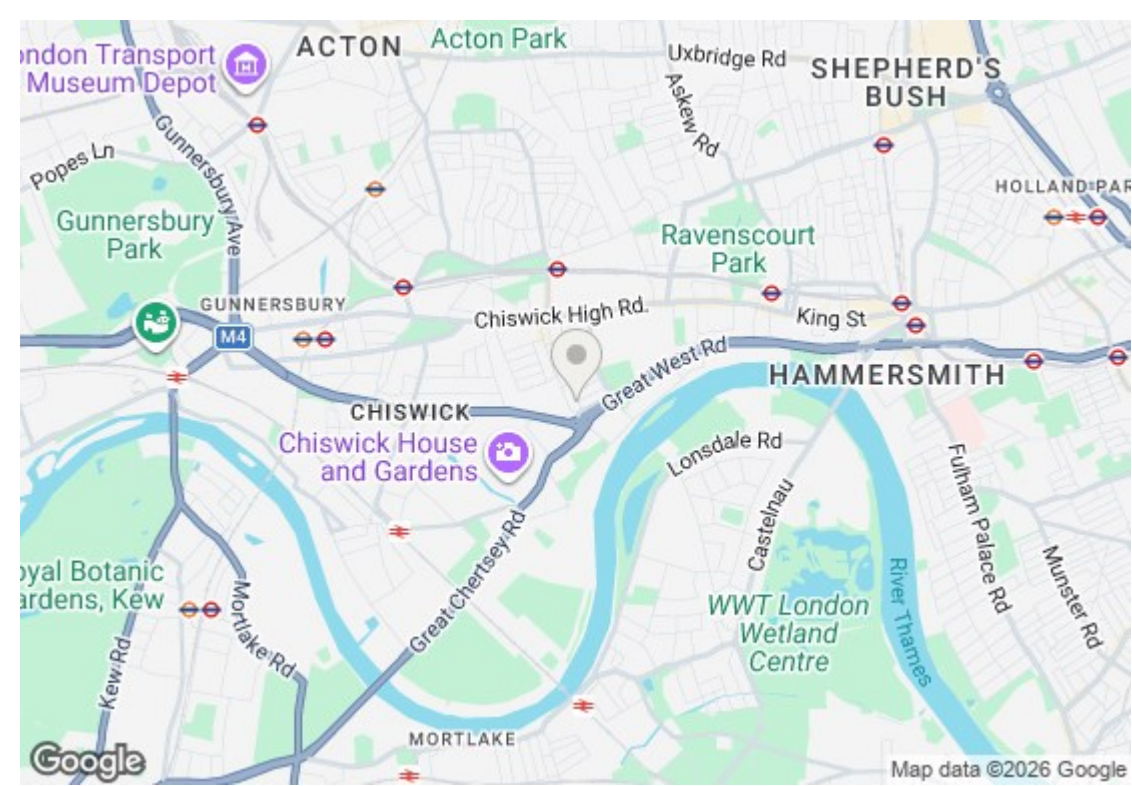 ACTON
Acton Park
Uxbridge Rd
ondon Transport
Museum Depot
SHEPHERD'S
BUSH
Askew Rd
Popes Ln
Gunnersbury Ave
HOLLAND PAR
Gunnersbury
Park
Ravenscourt
Park
GUNNERSBURY
Chiswick High Rd.
King St
M4
Great West Rd
HAMMERSMITH
CHISWICK
Chiswick House
and Gardens
Lonsdale Rd
Fulham Palace Rd
Castelnau
Great Chertsey Rd
Munster Rd
oyal Botanic
ardens, Kew
Mortlake Rd
River Thames
WWT London
Wetland
Centre
Kew Rd
MORTLAKE
Google
Map data ©2026 Google